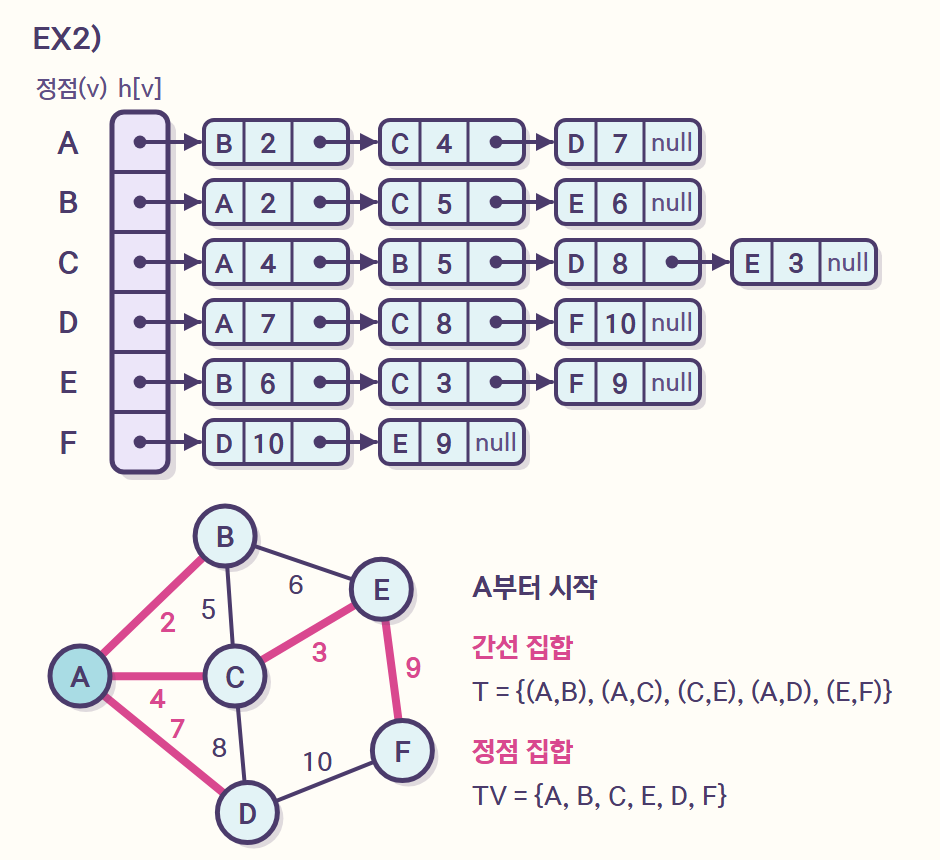 EX2)
정점(v) h[v]
A B 2 C 4 D 7 null
B A 2 C 5 E 6 null
C A 4 B 5 D 8 E 3 null
D A 7 C 8 F 10 null
E B 6 C 3 F 9 null
F D 10 E 9 null
B
6
E
5
2
3
9
A
C
4
7
8
10
F
D
A부터 시작
간선 집합
T = {(A,B), (A,C), (C,E), (A,D), (E,F)}
정점 집합
TV = {A, B, C, E, D, F}